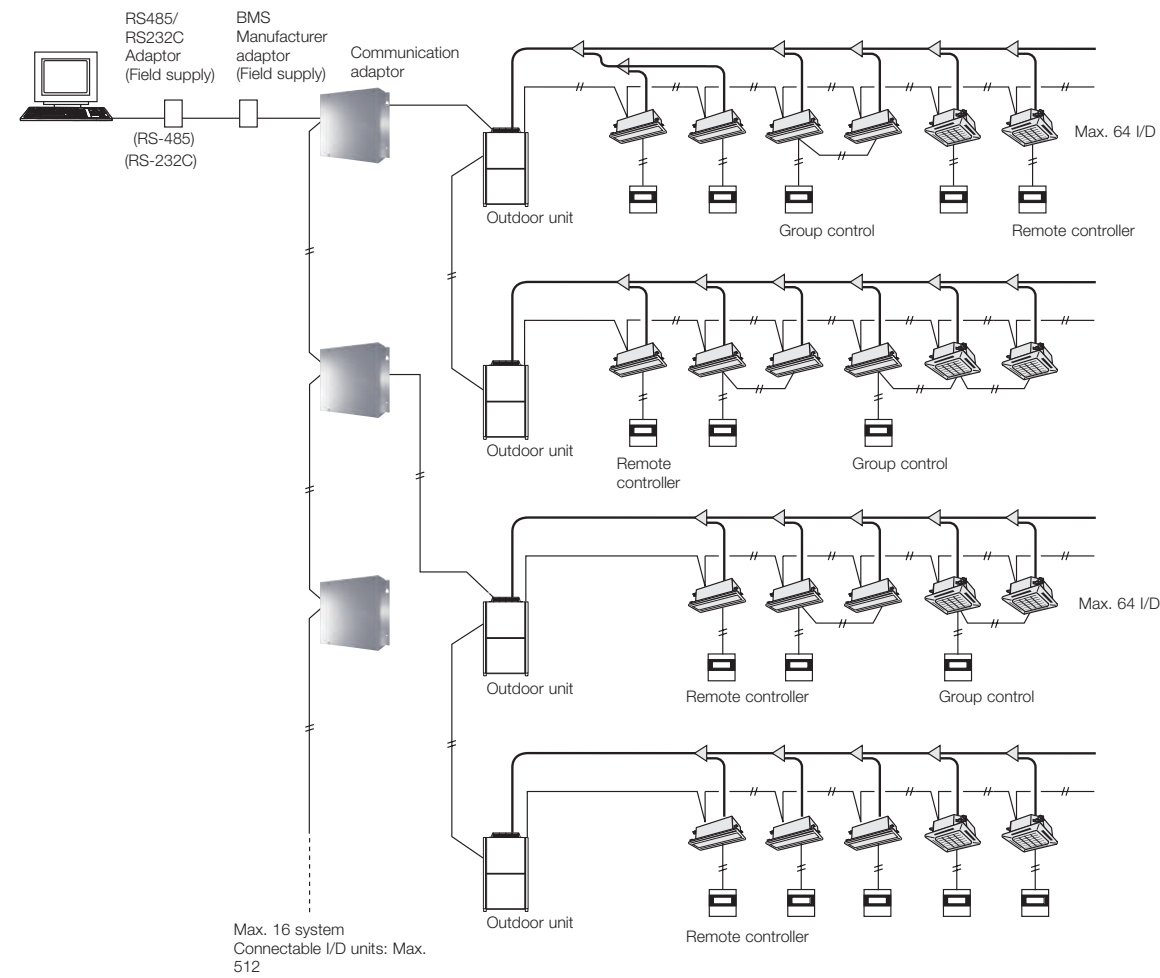 RS485/
RS232C
Adaptor
(Field supply)
BMS
Manufacturer
adaptor
(Field supply)
Communication
adaptor
(RS-485)
(RS-232C)
Max. 64 I/D
Outdoor unit
Group control
Remote controller
Outdoor unit
Remote
controller
Group control
Max. 64 I/D
Outdoor unit
Remote controller
Group control
Outdoor unit
Remote controller
Max. 16 system
Connectable I/D units: Max.
512